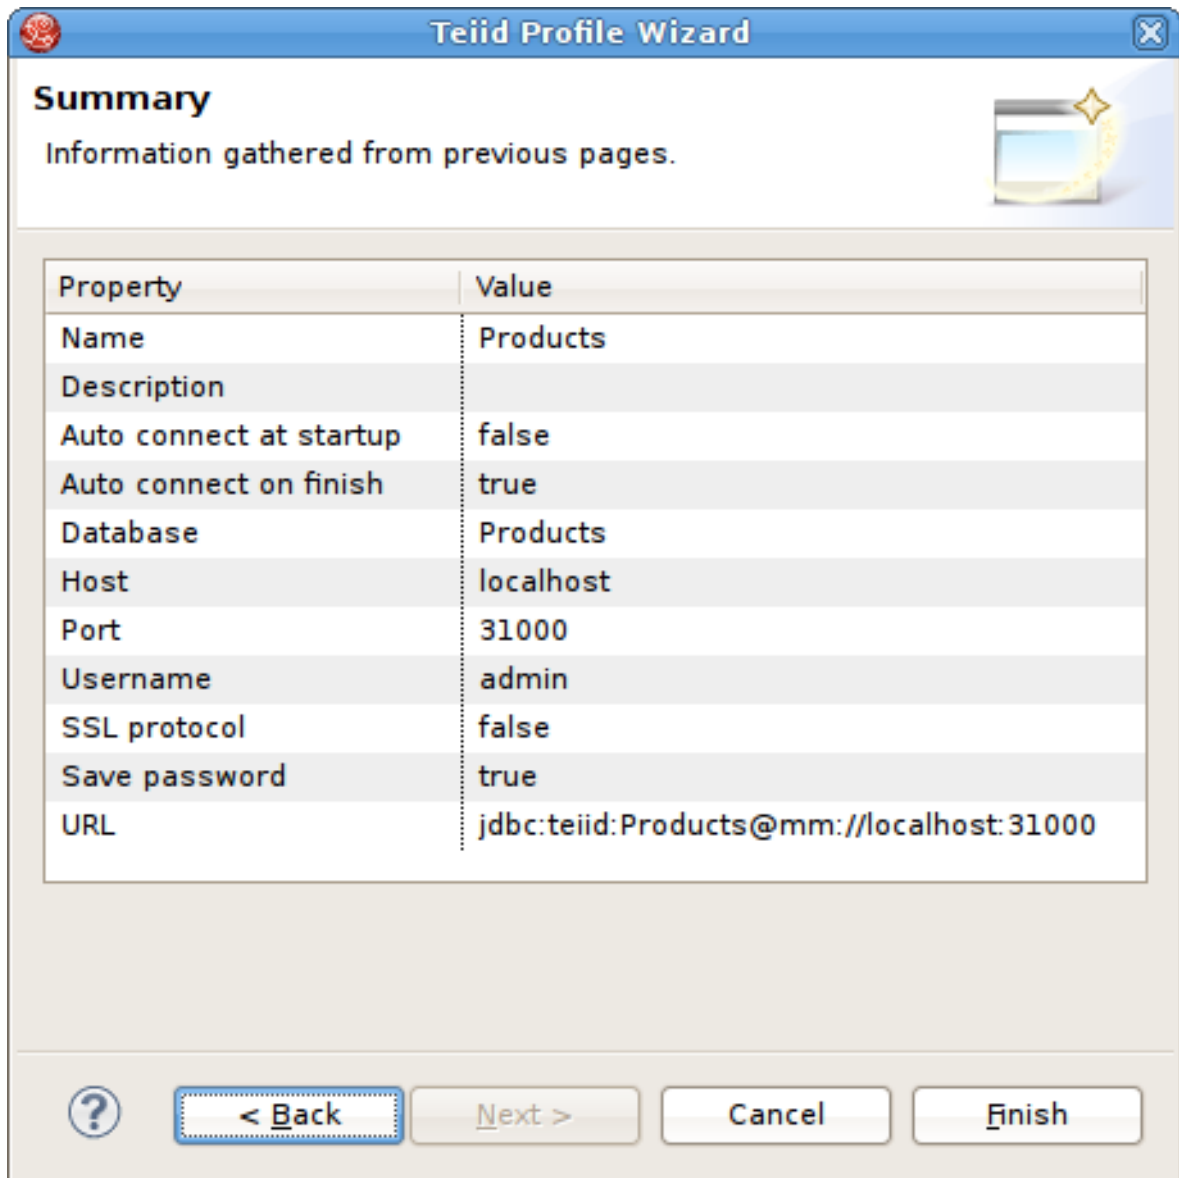 Teiid Profile Wizard
Summary
Information gathered from previous pages.
Property Value
Name Products
Description
Auto connect at startup false
Auto connect on finish true
Database Products
Host localhost
Port 31000
Username admin
SSL protocol false
Save password true
URL jdbc:teiid:Products@mm://localhost:31000
? < Back Next > Cancel Finish